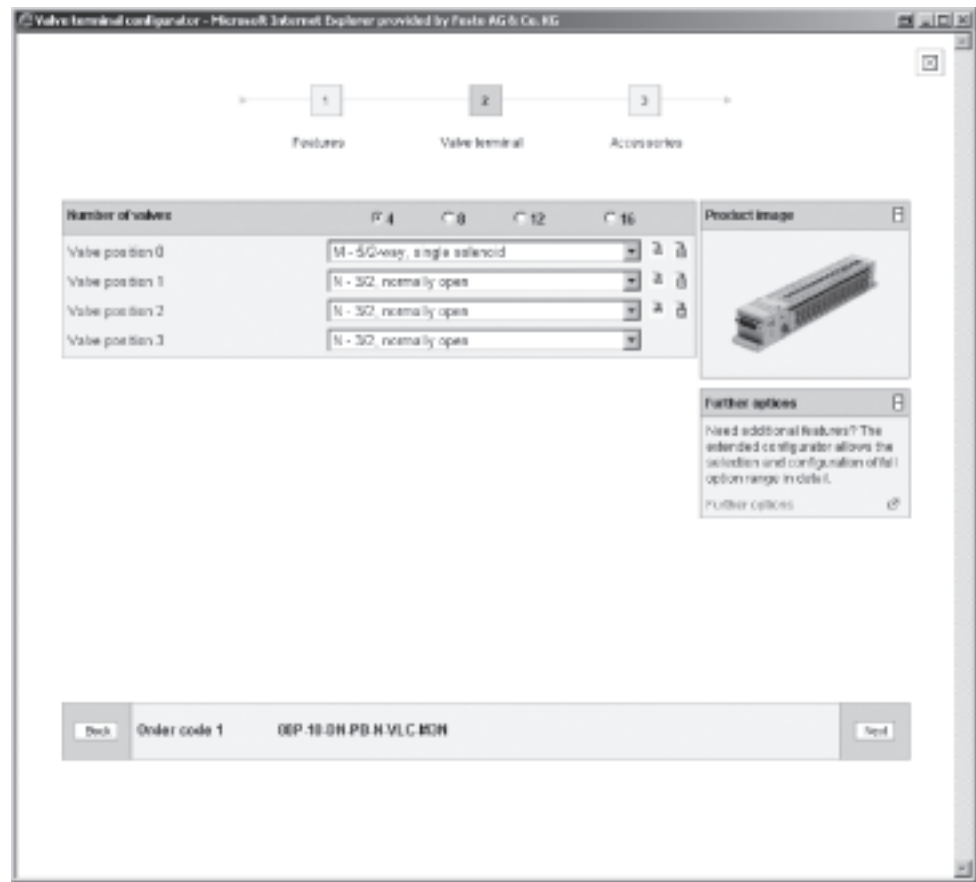 Valve terminal configurator - Microsoft Internet Explorer provided by Festo AG & Co. KG
1
2
3
Features
Valve terminal
Accessories
Number of valves
4
8
12
16
Valve position 0
M - 5/2-way, single solenoid
Valve position 1
N - 3/2, normally open
Valve position 2
N - 3/2, normally open
Valve position 3
N - 3/2, normally open
Product image
Further options
Need additional features? The
extended configurator allows the
selection and configuration of full
option range in detail.
Further options
Back
Order code 1
Next